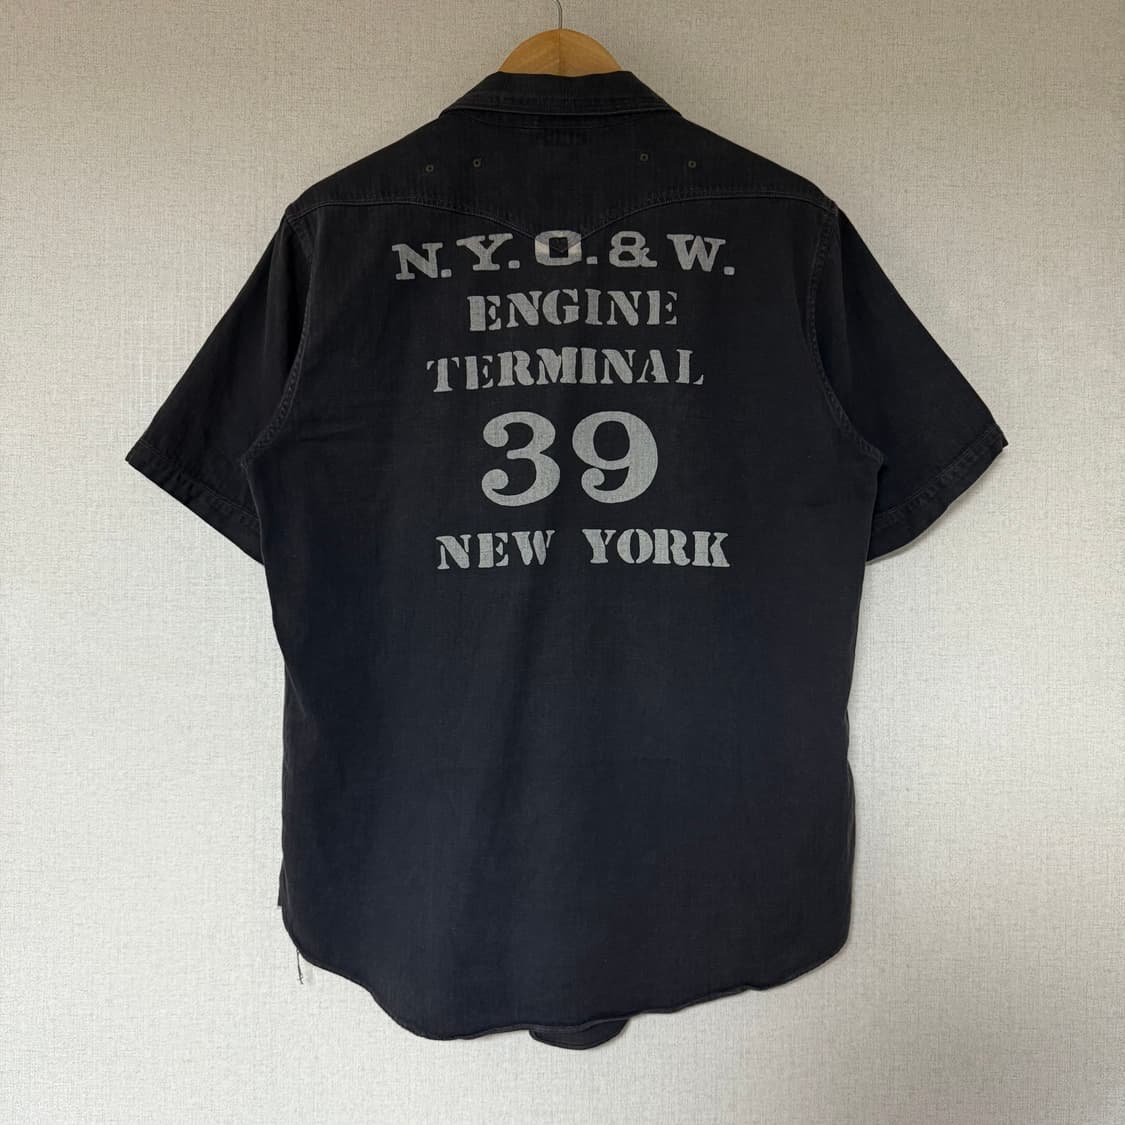 N.Y.O.&W.
ENGINE
TERMINAL
39
NEW YORK